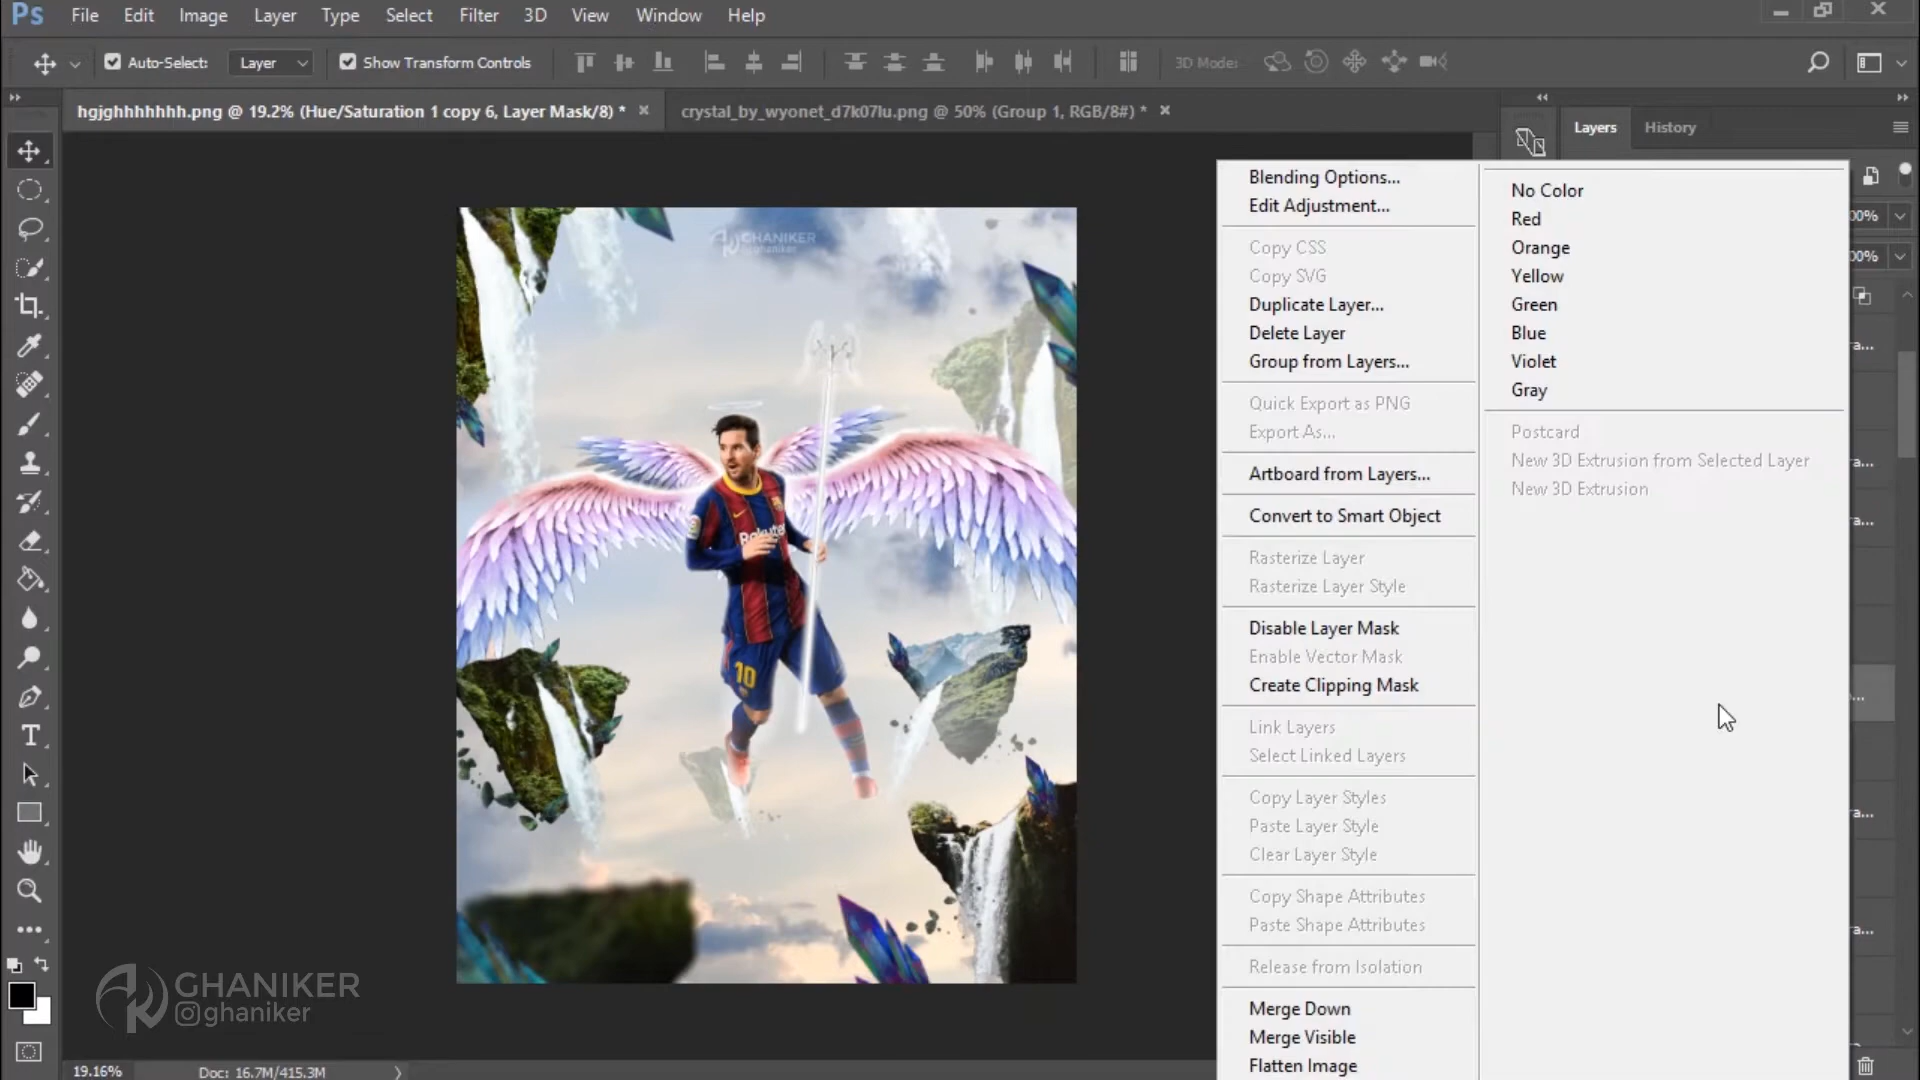 Ps File Edit Image Layer Type Select Filter 3D View Window Help
Auto-Select: Layer Show Transform Controls 3D Mode:
hgjghhhhhhh.png @ 19.2% (Hue/Saturation 1 copy 6, Layer Mask/8) *
crystal_by_wyonet_d7k07lu.png @ 50% (Group 1, RGB/8#) *
Layers History
Blending Options...
Edit Adjustment...
Copy CSS
Copy SVG
Duplicate Layer...
Delete Layer
Group from Layers...
Quick Export as PNG
Export As...
Artboard from Layers...
Convert to Smart Object
Rasterize Layer
Rasterize Layer Style
Disable Layer Mask
Enable Vector Mask
Create Clipping Mask
Link Layers
Select Linked Layers
Copy Layer Styles
Paste Layer Style
Clear Layer Style
Copy Shape Attributes
Paste Shape Attributes
Release from Isolation
Merge Down
Merge Visible
Flatten Image
No Color
Red
Orange
Yellow
Green
Blue
Violet
Gray
Postcard
New 3D Extrusion from Selected Layer
New 3D Extrusion
GHANIKER
@ghaniker
Rakuten
10
GHANIKER
ghaniker
19.16% Doc: 16.7M/415.3M